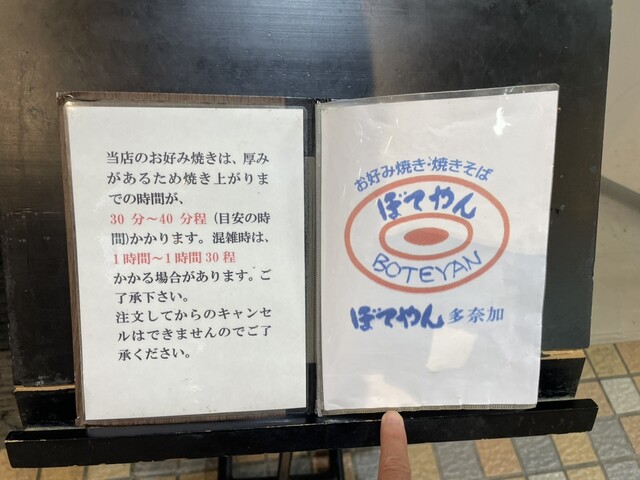 当店のお好み焼きは、厚み
があるため焼き上がりま
での時間が、
30 分～40 分程 (目安の時
間)かかります。混雑時は、
1時間～1時間30程
かかる場合があります。ご
了承下さい。
注文してからのキャンセ
ルはできませんのでご了
承ください。
お好み焼き・焼きそば
ぼてやん
BOTEYAN
ぼてやん多奈加